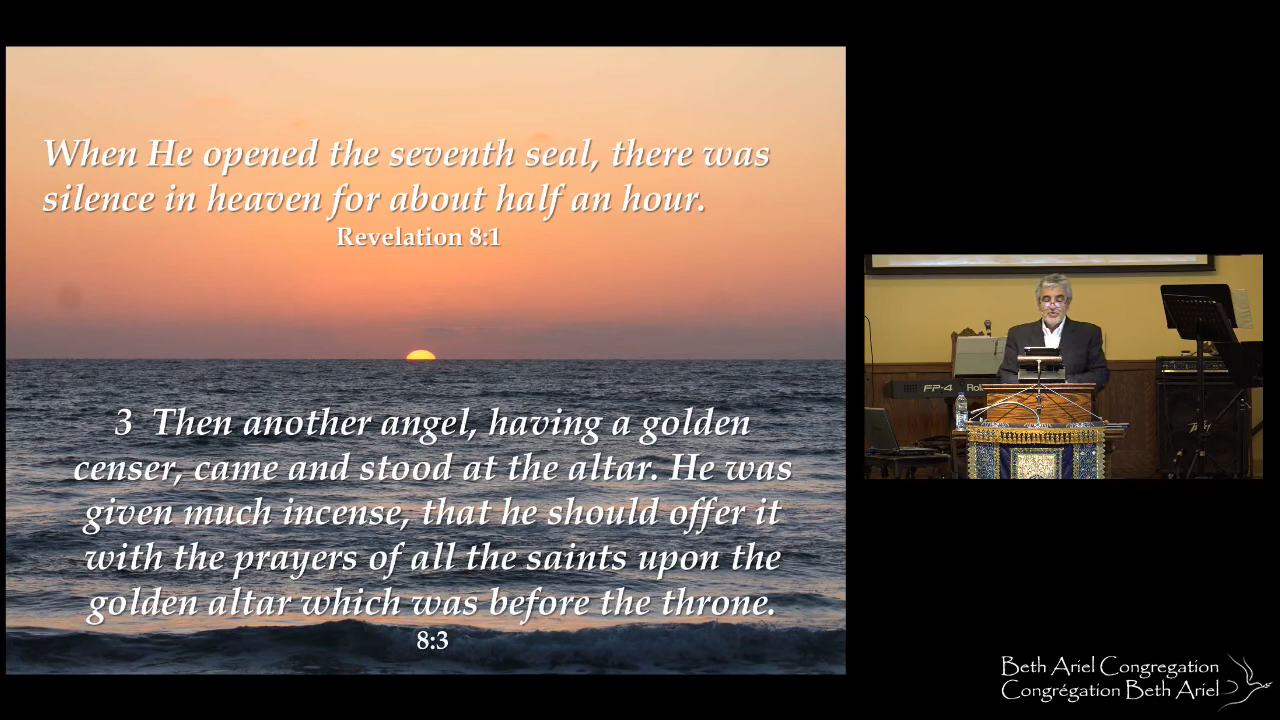 When He opened the seventh seal, there was
silence in heaven for about half an hour.
Revelation 8:1
3 Then another angel, having a golden
censer, came and stood at the altar. He was
given much incense, that he should offer it
with the prayers of all the saints upon the
golden altar which was before the throne.
8:3
FP-4
Rol
Beth Ariel Congregation
Congrégation Beth Ariel